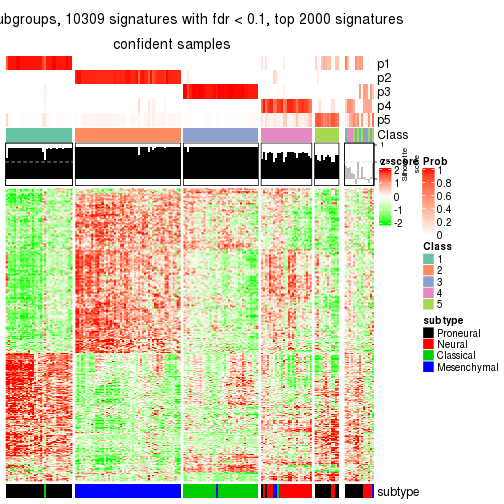 ubgroups, 10309 signatures with fdr < 0.1, top 2000 signatures
confident samples
p1
p2
p3
p4
p5
Class
1
Silhouette
score
z-score
2
1
0
-1
-2
Prob
1
0.8
0.6
0.4
0.2
0
Class
1
2
3
4
5
subtype
Proneural
Neural
Classical
Mesenchymal
subtype